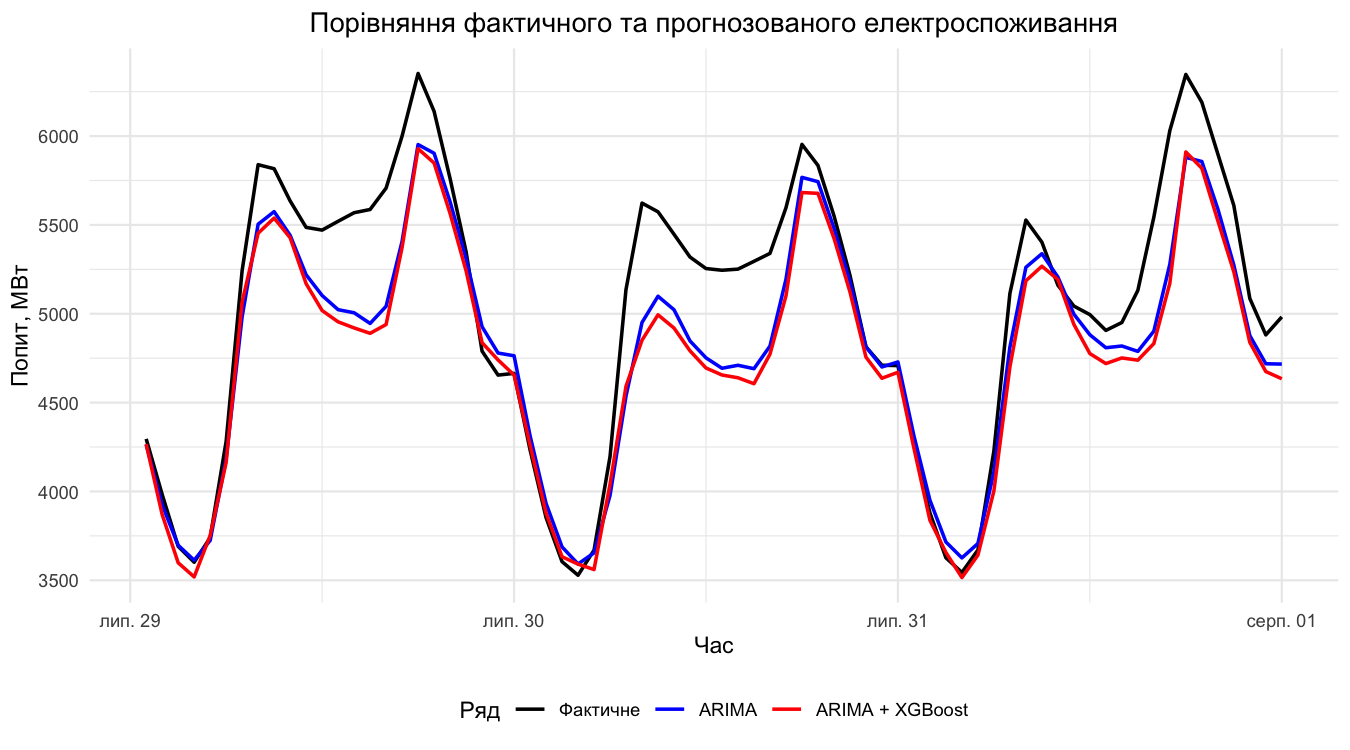 Порівняння фактичного та прогнозованого електроспоживання
Попит, МВт
6000
5500
5000
4500
4000
3500
лип. 29
лип. 30
лип. 31
серп. 01
Час
Ряд
Фактичне
ARIMA
ARIMA + XGBoost